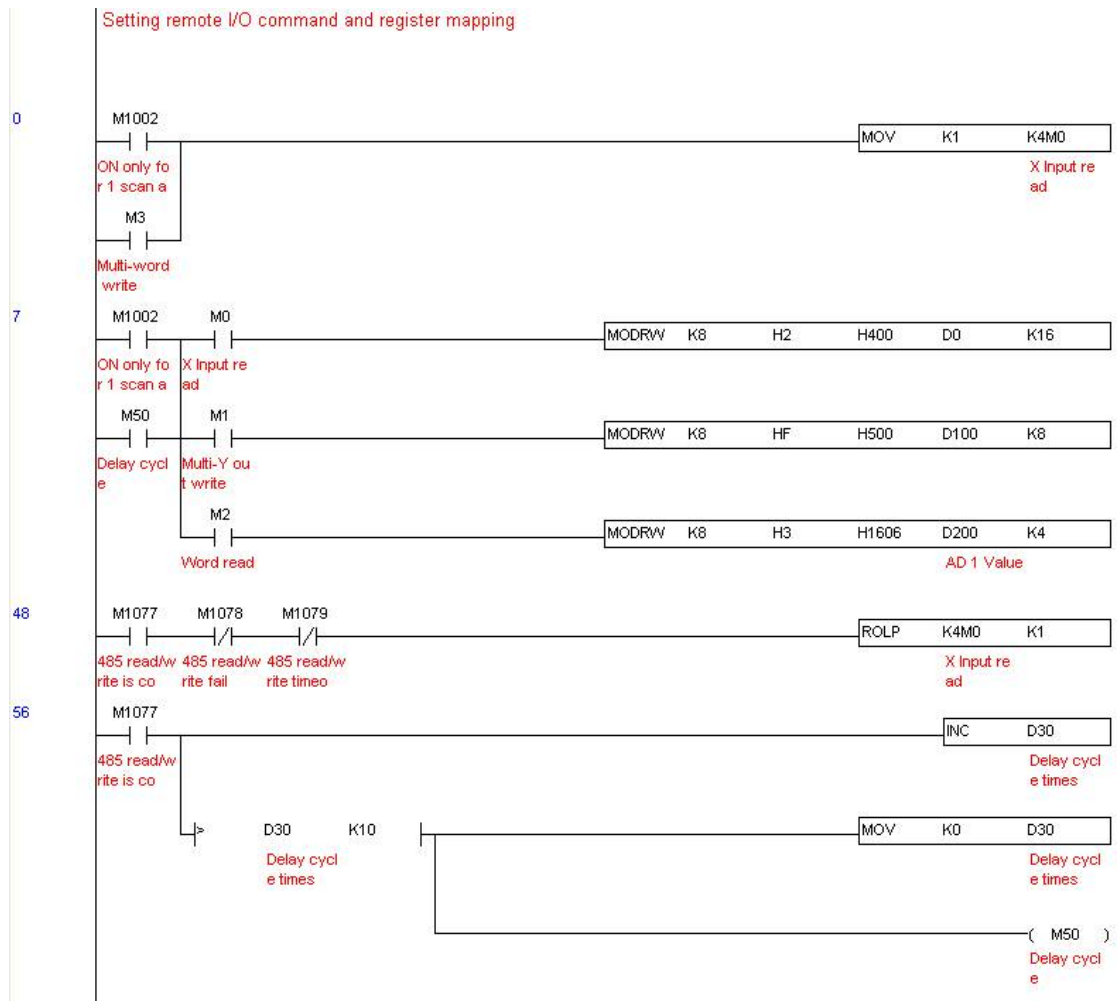 Setting remote I/O command and register mapping
0
M1002
MOV K1 K4M0
ON only fo
r 1 scan a
X Input re
ad
M3
Multi-word
write
7
M1002 M0
MODRW K8 H2 H400 D0 K16
ON only fo X Input re
r 1 scan a ad
M50 M1
MODRW K8 HF H500 D100 K8
Delay cycl Multi-Y ou
e t write
M2
MODRW K8 H3 H1606 D200 K4
Word read AD 1 Value
48
M1077 M1078 M1079
ROLP K4M0 K1
485 read/w 485 read/w 485 read/w X Input re
rite is co rite fail rite timeo ad
56
M1077
INC D30
485 read/w Delay cycl
rite is co e times
> D30 K10 MOV K0 D30
Delay cycl Delay cycl
e times e times
( M50 )
Delay cycl
e